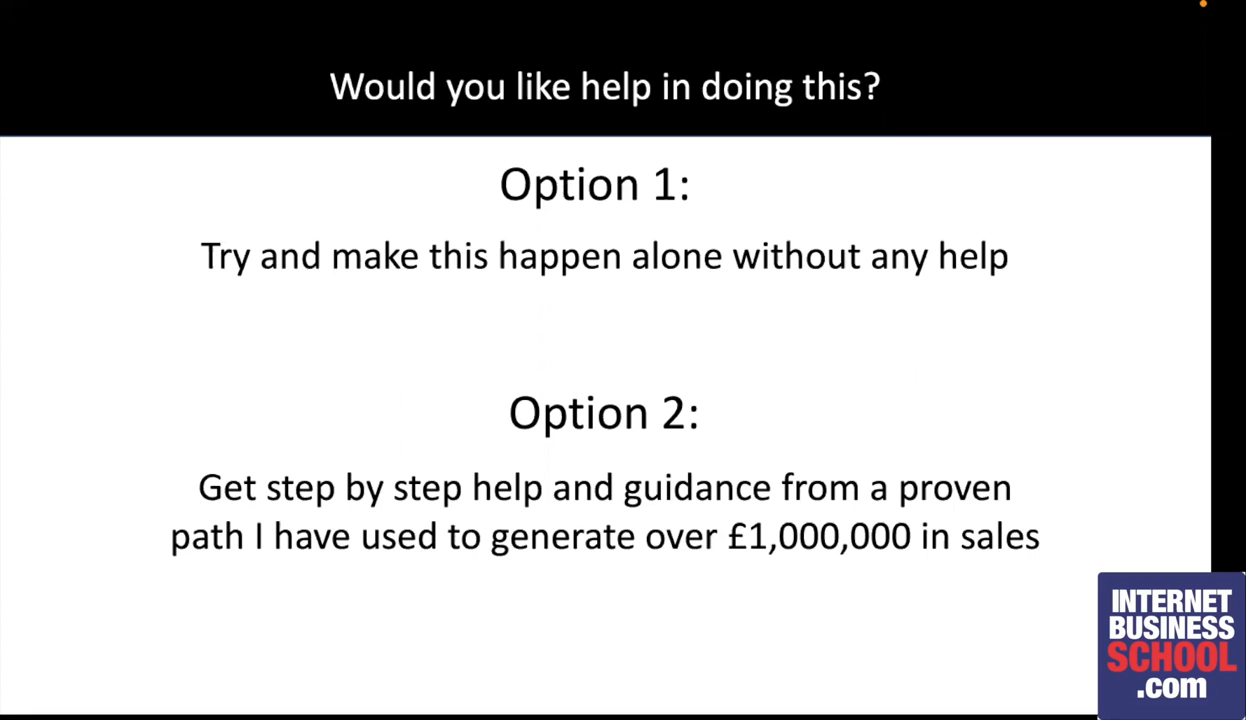 Would you like help in doing this?
Option 1:
Try and make this happen alone without any help
Option 2:
Get step by step help and guidance from a proven
path I have used to generate over £1,000,000 in sales
INTERNET
BUSINESS
SCHOOL
.com